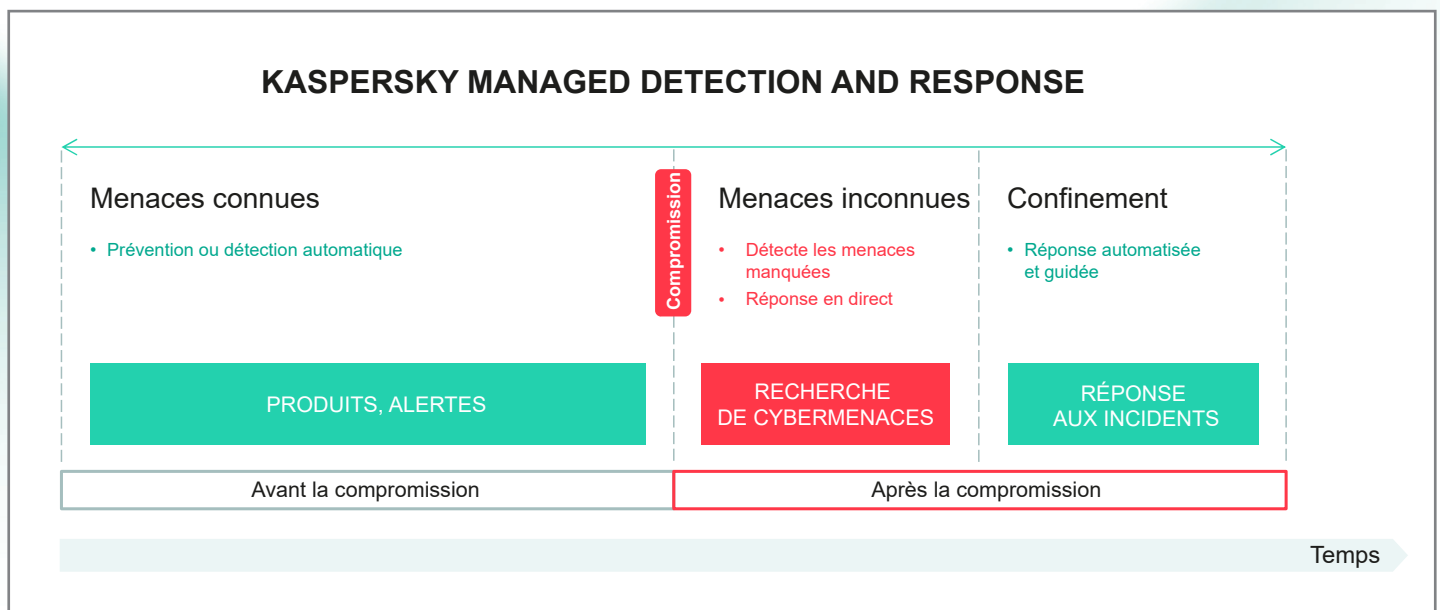 KASPERSKY MANAGED DETECTION AND RESPONSE
Menaces connues
• Prévention ou détection automatique
Compromission
Menaces inconnues
• Détecte les menaces
manquées
• Réponse en direct
Confinement
• Réponse automatisée
et guidée
PRODUITS, ALERTES
RECHERCHE
DE CYBERMENACES
RÉPONSE
AUX INCIDENTS
Avant la compromission
Après la compromission
Temps